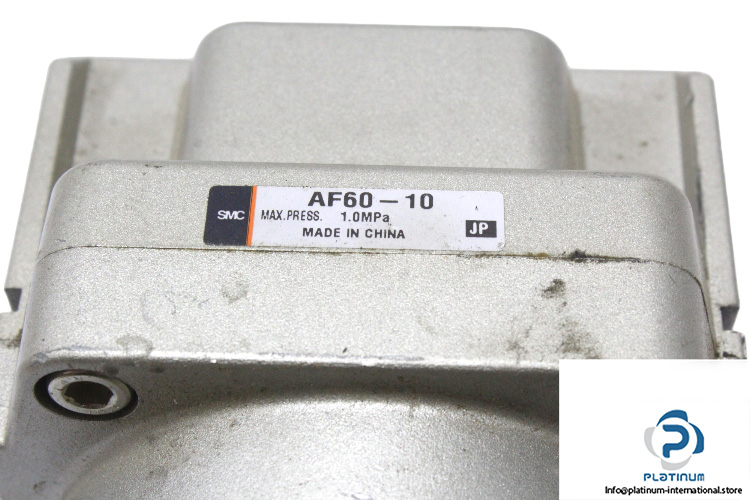 SMC
AF60-10
MAX.PRESS. 1.0MPa
MADE IN CHINA
JP
PLATINUM
Info@platinum-international.store